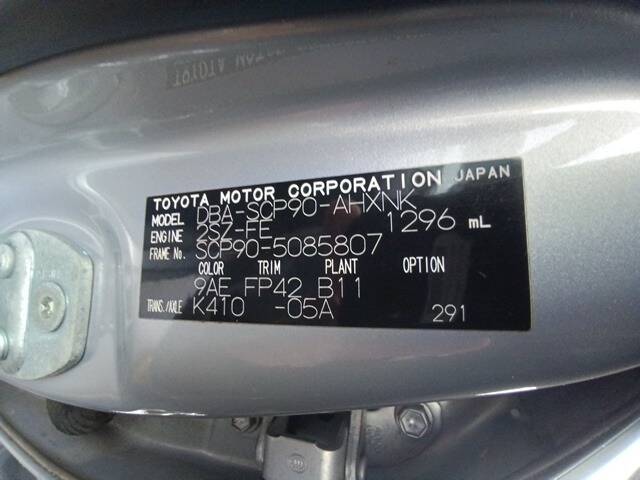 TOYOTA MOTOR CORPORATION JAPAN
MODEL DBA-SCP90-AHXNK
ENGINE 2SZ-FE 1296 mL
FRAME No. SCP90-5085807
COLOR TRIM PLANT OPTION
9AE FP42 B11
TRANS./AXLE K410 -05A 291